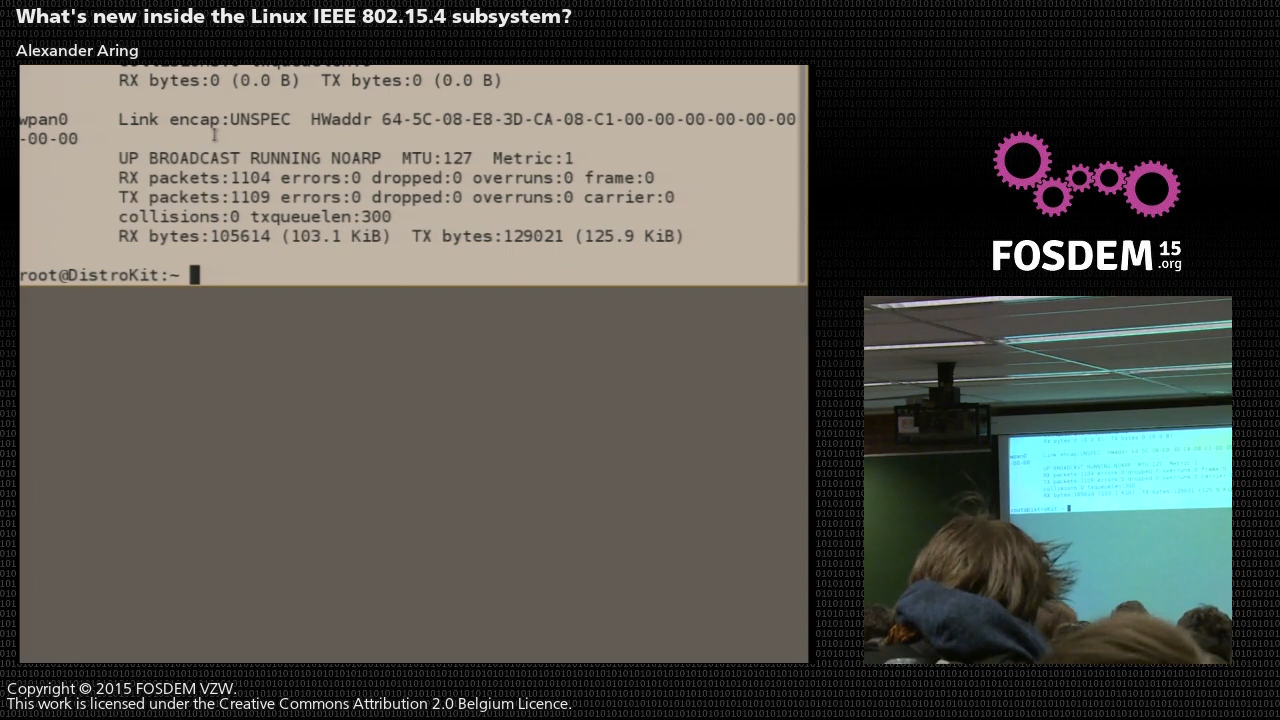 What's new inside the Linux IEEE 802.15.4 subsystem?
Alexander Aring
RX bytes:0 (0.0 B)  TX bytes:0 (0.0 B)
wpan0     Link encap:UNSPEC  HWaddr 64-5C-08-E8-3D-CA-08-C1-00-00-00-00-00-00
-00-00
UP BROADCAST RUNNING NOARP  MTU:127  Metric:1
RX packets:1104 errors:0 dropped:0 overruns:0 frame:0
TX packets:1109 errors:0 dropped:0 overruns:0 carrier:0
collisions:0 txqueuelen:300
RX bytes:105614 (103.1 KiB)  TX bytes:129021 (125.9 KiB)
root@DistroKit:~
FOSDEM 15
.org
Copyright © 2015 FOSDEM VZW.
This work is licensed under the Creative Commons Attribution 2.0 Belgium Licence.